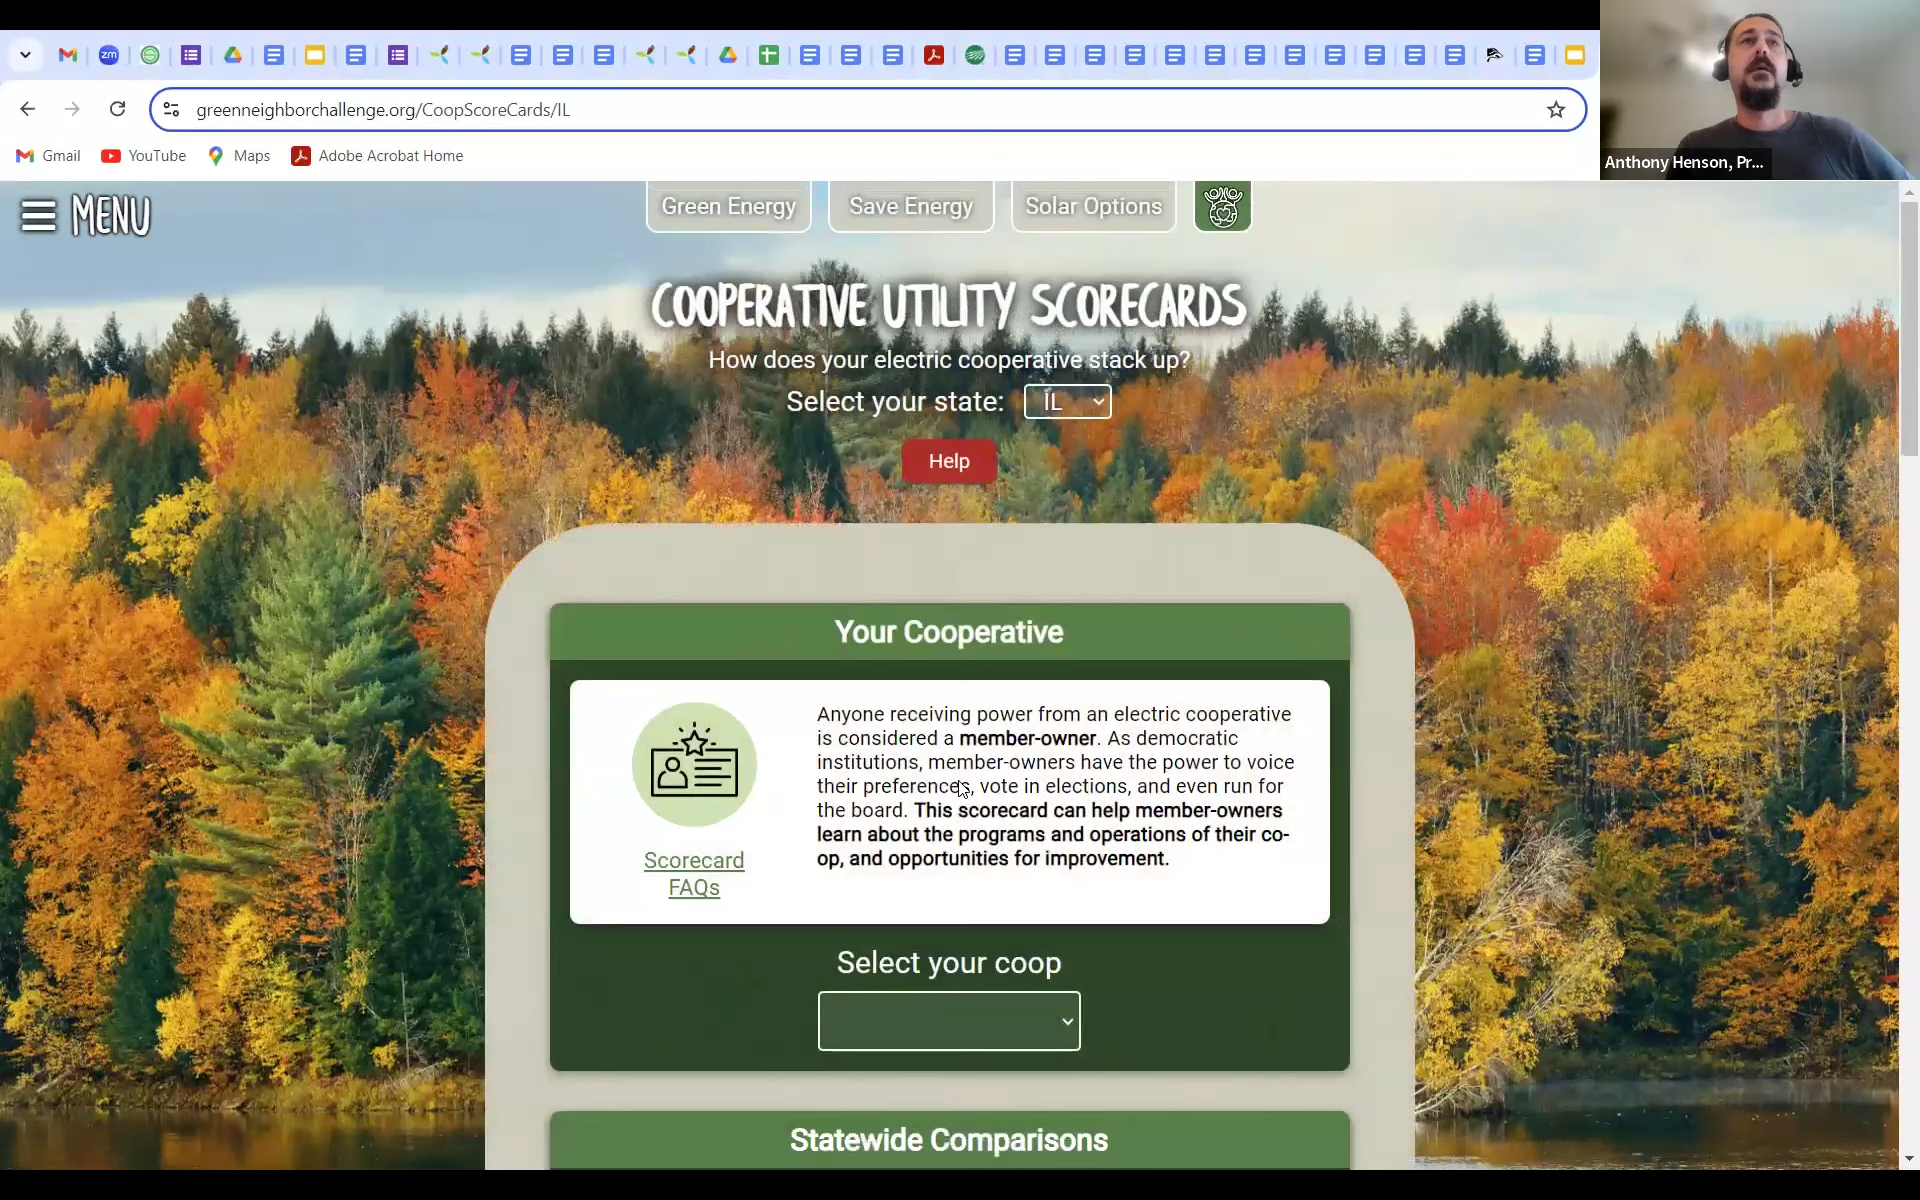 zm
greenneighborchallenge.org/CoopScoreCards/IL
Gmail
YouTube
Maps
Adobe Acrobat Home
Anthony Henson, Pr...
MENU
Green Energy
Save Energy
Solar Options
COOPERATIVE UTILITY SCORECARDS
How does your electric cooperative stack up?
Select your state: IL
Help
Your Cooperative
Anyone receiving power from an electric cooperative
is considered a member-owner. As democratic
institutions, member-owners have the power to voice
their preferences, vote in elections, and even run for
the board. This scorecard can help member-owners
learn about the programs and operations of their co-
op, and opportunities for improvement.
Scorecard
FAQs
Select your coop
Statewide Comparisons